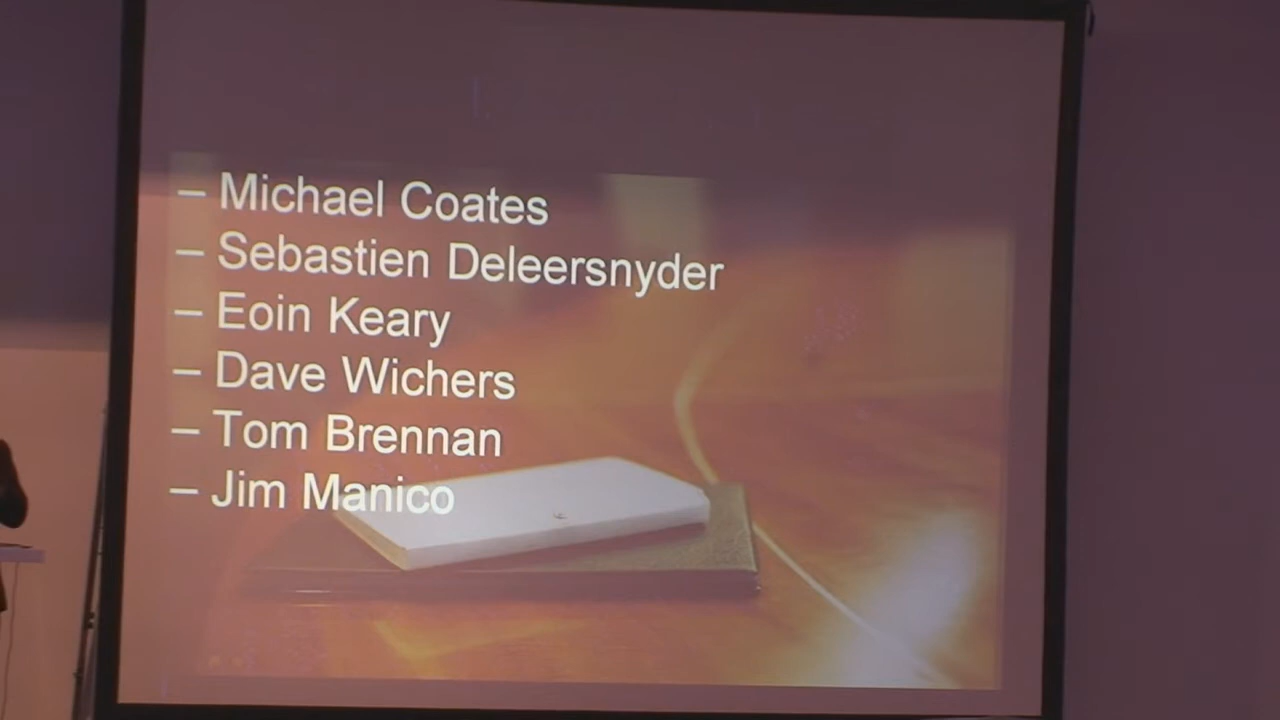 – Michael Coates
– Sebastien Deleersnyder
– Eoin Keary
– Dave Wichers
– Tom Brennan
– Jim Manico